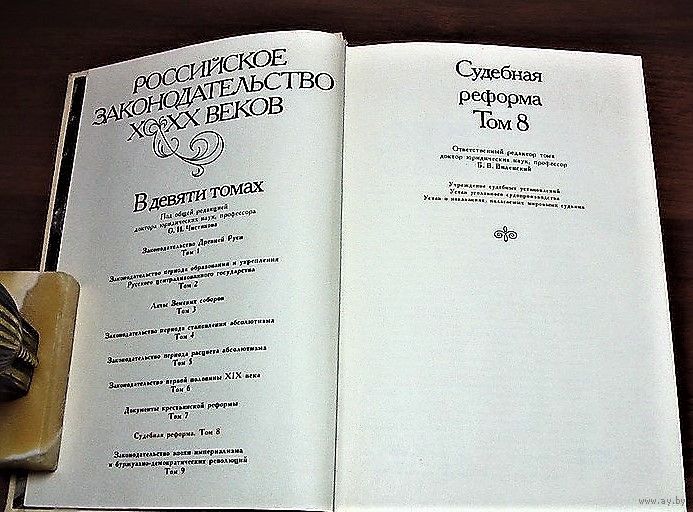 РОССИЙСКОЕ
ЗАКОНОДАТЕЛЬСТВО
X-XX ВЕКОВ
В девяти томах
Под общей редакцией
доктора юридических наук, профессора
О. И. Чистякова
Законодательство Древней Руси
Том 1
Законодательство периода образования и укрепления
Русского централизованного государства
Том 2
Акты Земских соборов
Том 3
Законодательство периода становления абсолютизма
Том 4
Законодательство периода расцвета абсолютизма
Том 5
Законодательство первой половины XIX века
Том 6
Документы крестьянской реформы
Том 7
Судебная реформа. Том 8
Законодательство эпохи империализма
и буржуазно-демократических революций
Том 9
Судебная
реформа
Том 8
Ответственный редактор тома
доктор юридических наук, профессор
Б. В. Виленский
Учреждение судебных установлений
Устав уголовного судопроизводства
Устав о наказаниях, налагаемых мировыми судьями
www.ay.by